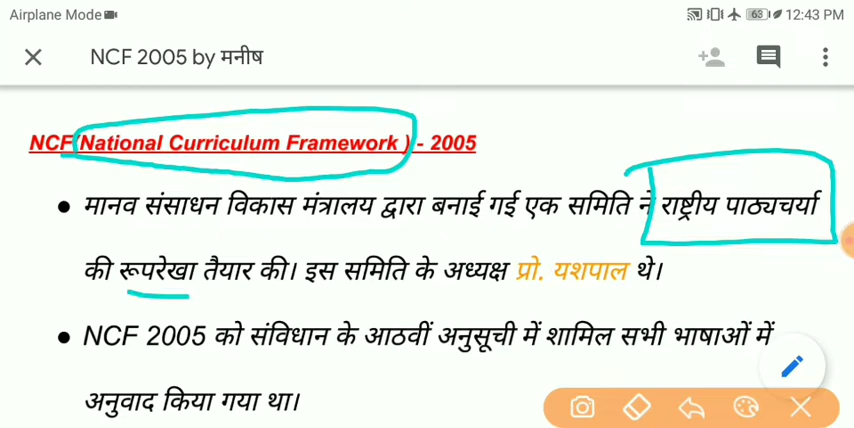 Airplane Mode 63 12:43 PM
NCF 2005 by मनीष
NCF(National Curriculum Framework ) - 2005
● मानव संसाधन विकास मंत्रालय द्वारा बनाई गई एक समिति ने राष्ट्रीय पाठ्यचर्या
की रूपरेखा तैयार की। इस समिति के अध्यक्ष प्रो. यशपाल थे।
● NCF 2005 को संविधान के आठवीं अनुसूची में शामिल सभी भाषाओं में
अनुवाद किया गया था।